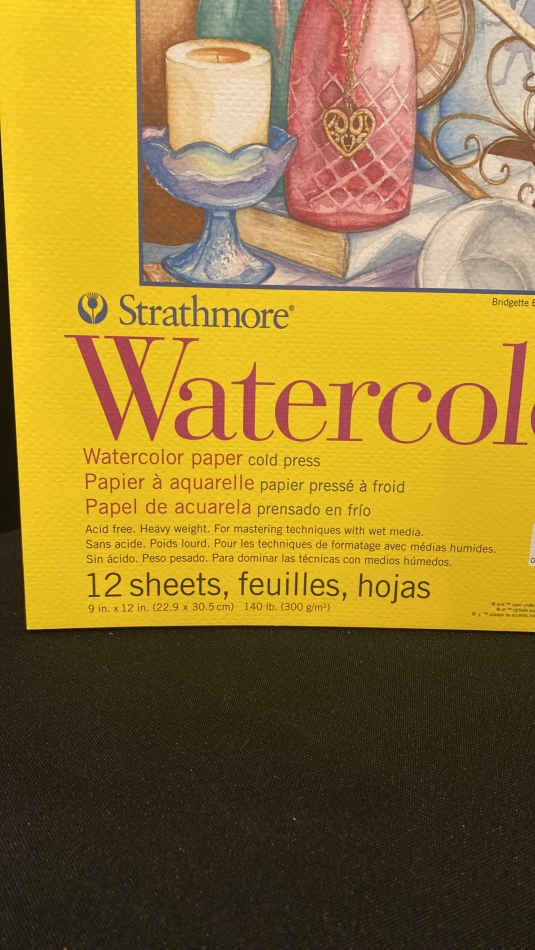 Bridgette
Strathmore®
Watercol
Watercolor paper cold press
Papier à aquarelle papier pressé à froid
Papel de acuarela prensado en frío
Acid free. Heavy weight. For mastering techniques with wet media.
Sans acide. Poids lourd. Pour les techniques de formatage avec médias humides.
Sin ácido. Peso pesado. Para dominar las técnicas con medios húmedos.
12 sheets, feuilles, hojas
9 in. x 12 in. (22.9 x 30.5 cm) 140 lb. (300 g/m²)